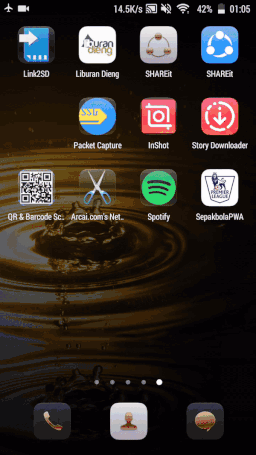 14.5K/s 42% 01:05
Link2SD Liburan Dieng SHAREit SHAREit
Packet Capture InShot Story Downloader
QR & Barcode Sc.. Arcai.com's Net.. Spotify SepakbolaPWA